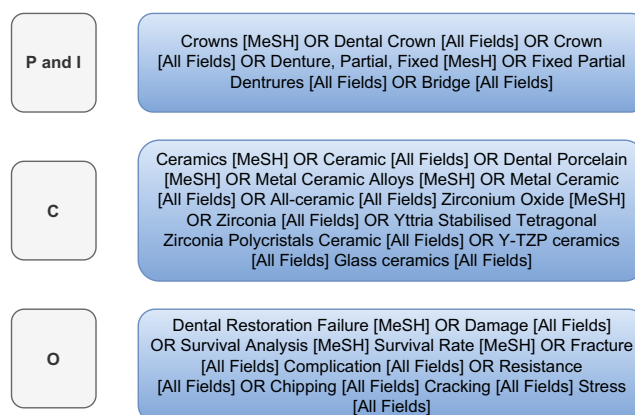 P and I
Crowns [MeSH] OR Dental Crown [All Fields] OR Crown
[All Fields] OR Denture, Partial, Fixed [MesH] OR Fixed Partial
Dentrures [All Fields] OR Bridge [All Fields]
C
Ceramics [MeSH] OR Ceramic [All Fields] OR Dental Porcelain
[MeSH] OR Metal Ceramic Alloys [MeSH] OR Metal Ceramic
[All Fields] OR All-ceramic [All Fields] Zirconium Oxide [MeSH]
OR Zirconia [All Fields] OR Yttria Stabilised Tetragonal
Zirconia Polycristals Ceramic [All Fields] OR Y-TZP ceramics
[All Fields] Glass ceramics [All Fields]
O
Dental Restoration Failure [MeSH] OR Damage [All Fields]
OR Survival Analysis [MeSH] Survival Rate [MeSH] OR Fracture
[All Fields] Complication [All Fields] OR Resistance
[All Fields] OR Chipping [All Fields] Cracking [All Fields] Stress
[All Fields]